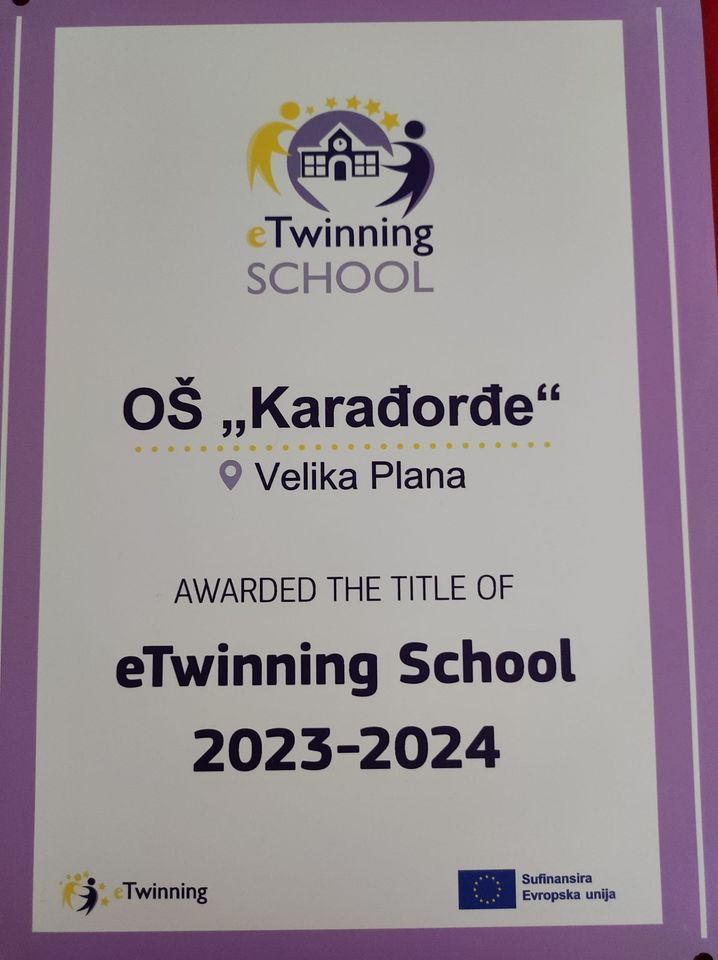 eTwinning
SCHOOL
OŠ „Karađorđe“
Velika Plana
AWARDED THE TITLE OF
eTwinning School
2023-2024
eTwinning
Sufinansira
Evropska unija